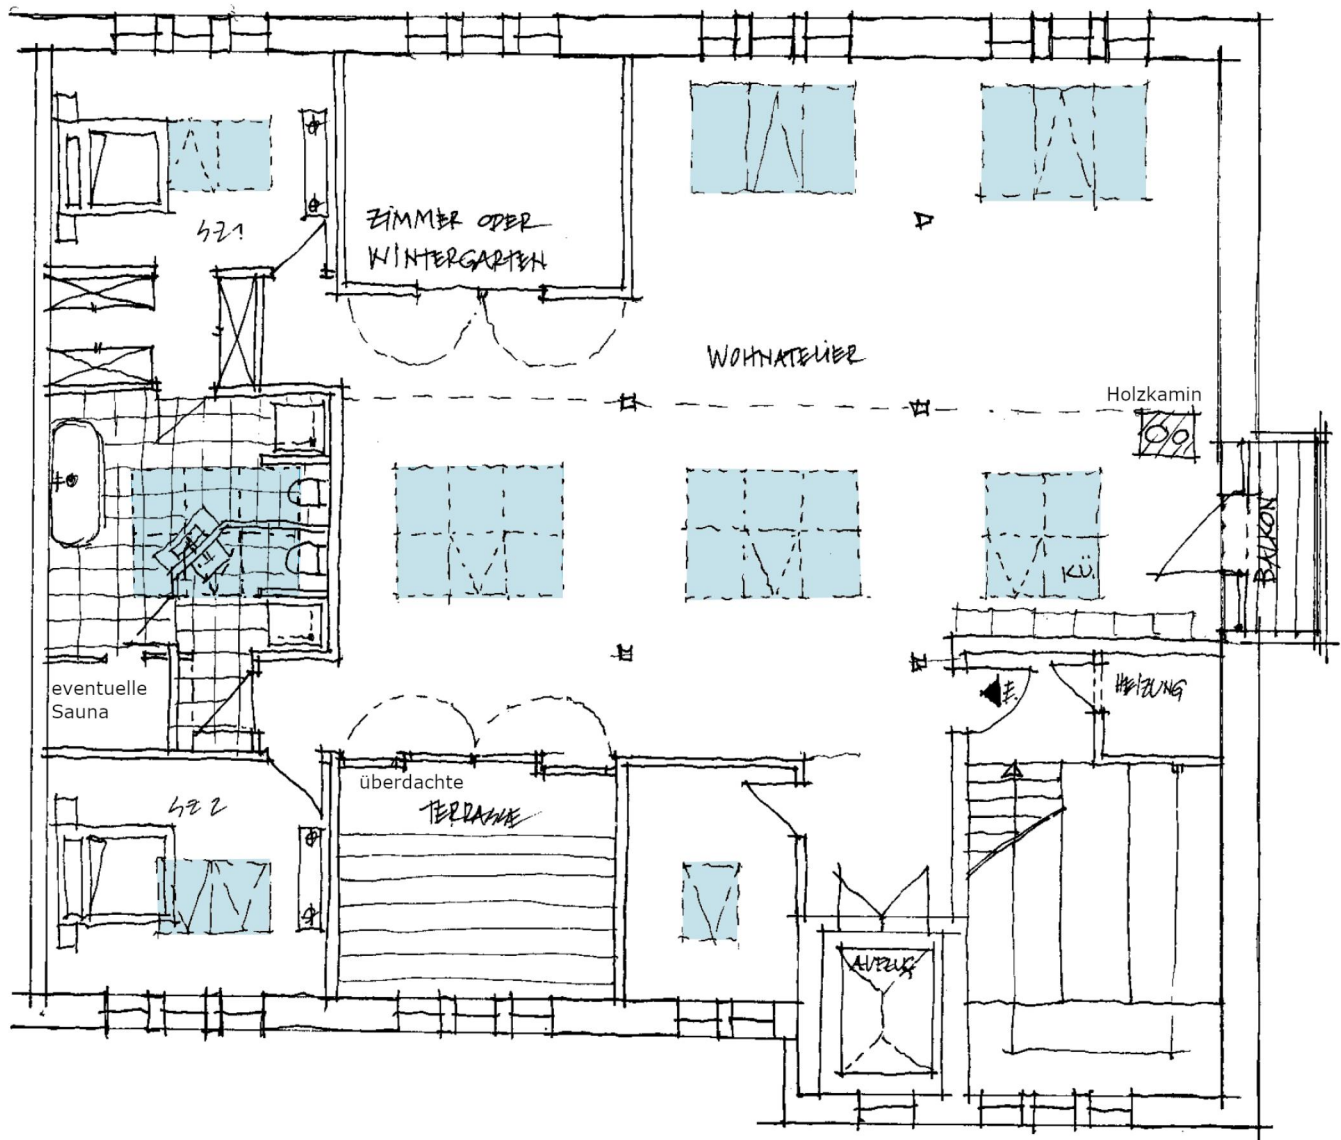 SZ1
ZIMMER ODER
WINTERGARTEN
WOHNATELIER
Holzkamin
BALKON
KÜ.
eventuelle
Sauna
E.
HEIZUNG
überdachte
TERRASSE
SZ 2
AUFZUG